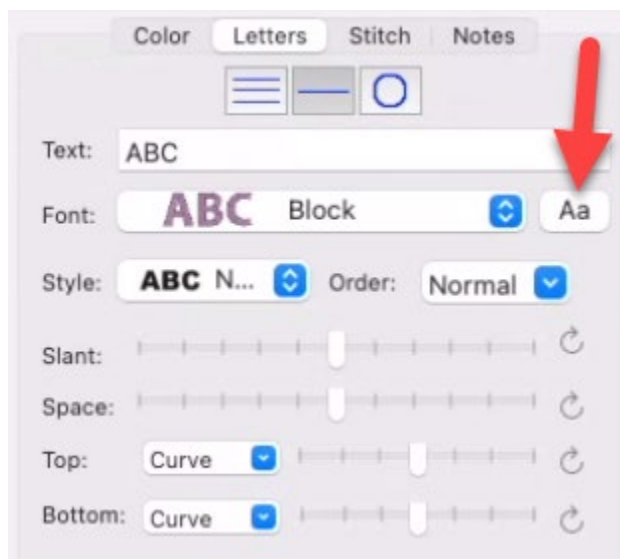 Color Letters Stitch Notes
Text: ABC
Font: ABC Block Aa
Style: ABC N... Order: Normal
Slant:
Space:
Top: Curve
Bottom: Curve